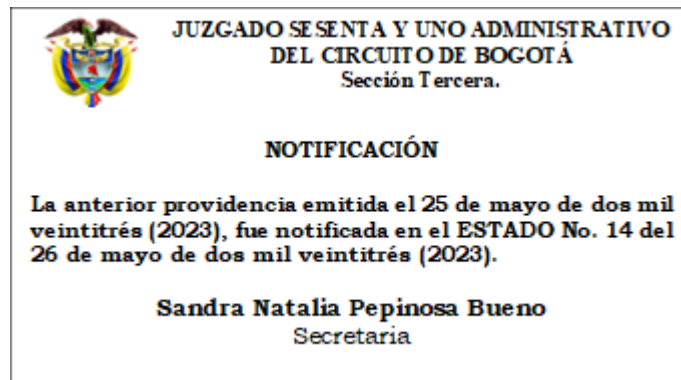 JUZGADO SESENTA Y UNO ADMINISTRATIVO
DEL CIRCUITO DE BOGOTÁ
Sección Tercera.
NOTIFICACIÓN
La anterior providencia emitida el 25 de mayo de dos mil
veintitrés (2023), fue notificada en el ESTADO No. 14 del
26 de mayo de dos mil veintitrés (2023).
Sandra Natalia Pepinosa Bueno
Secretaria